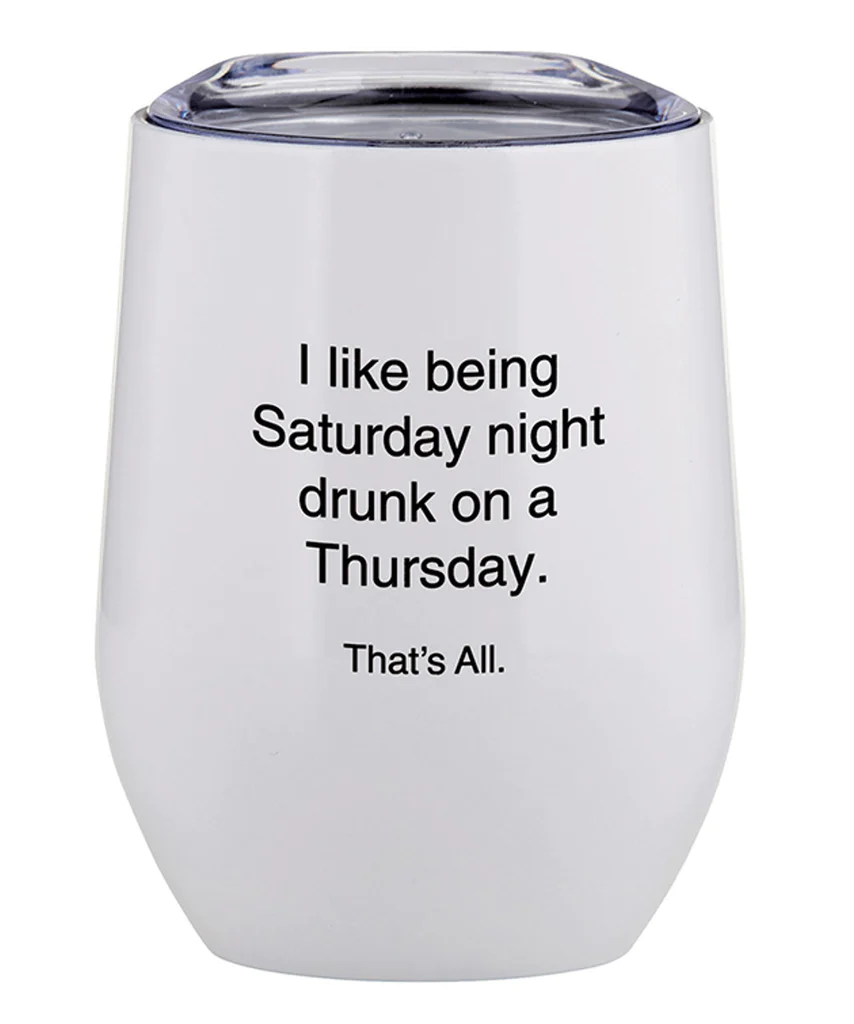 I like being
Saturday night
drunk on a
Thursday.
That's All.